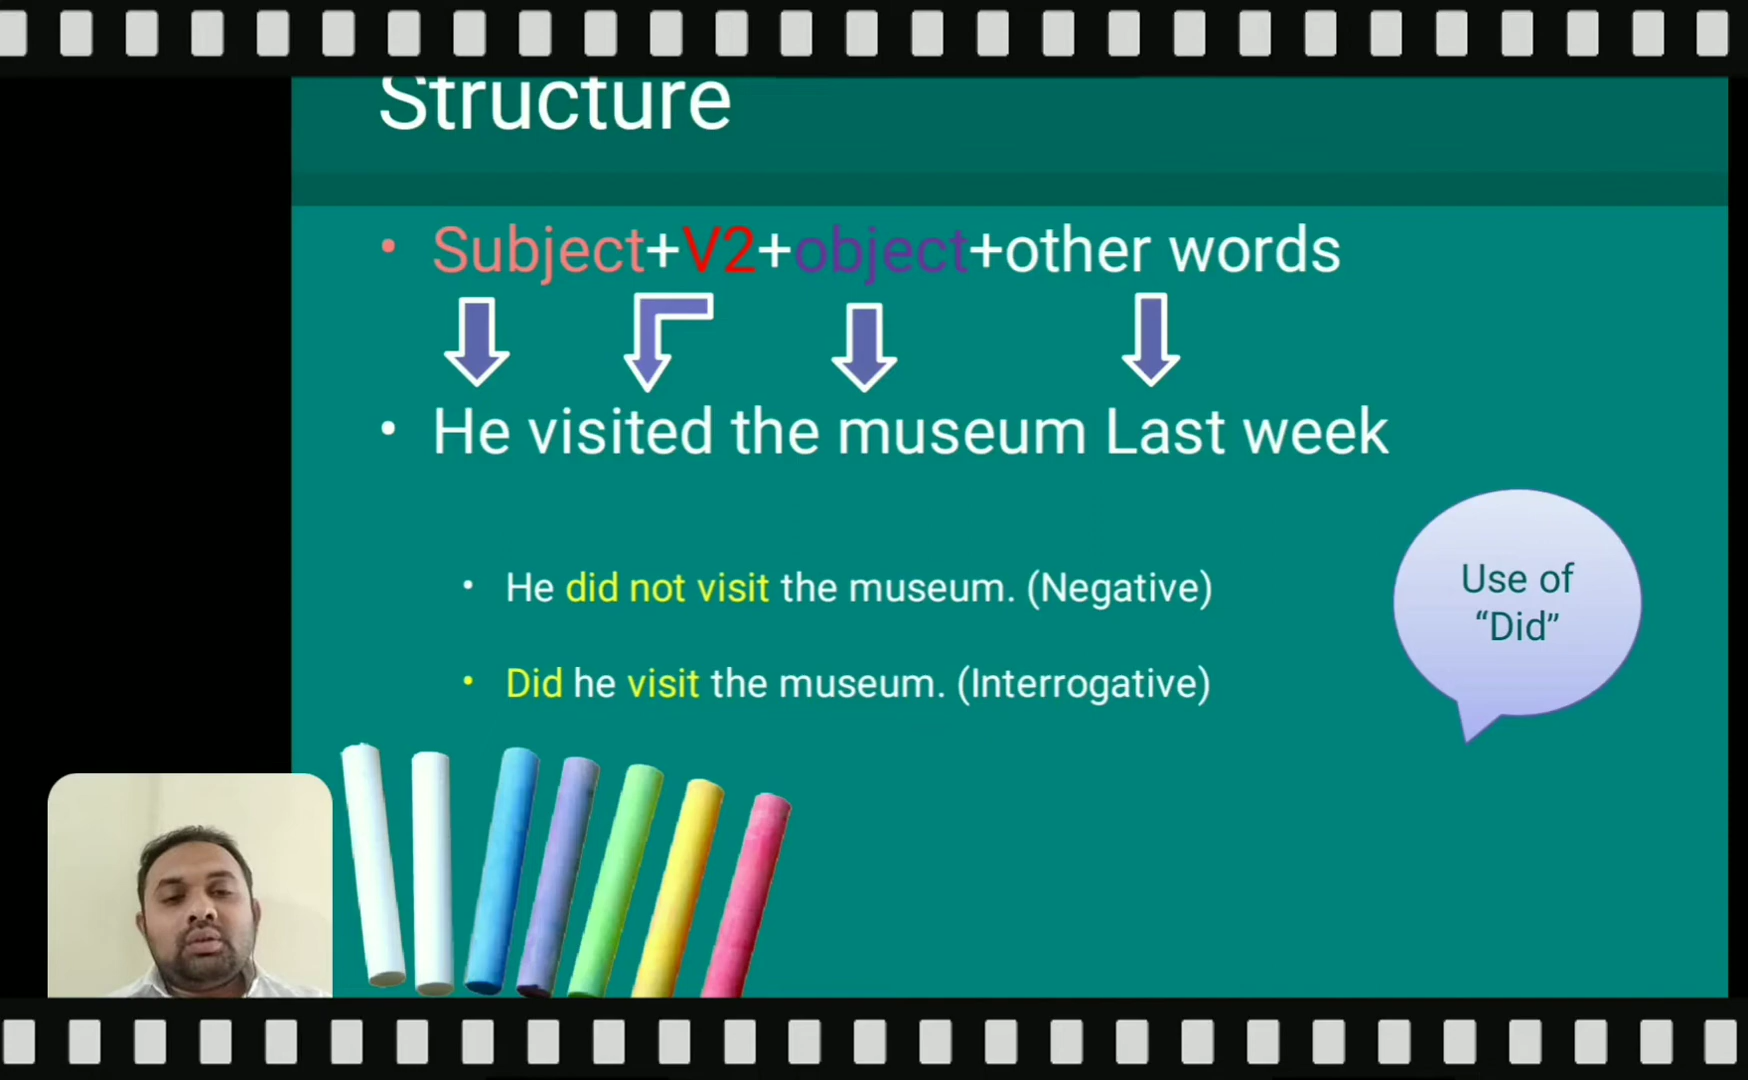 Structure
• Subject+V2+object+other words
• He visited the museum Last week
• He did not visit the museum. (Negative)
• Did he visit the museum. (Interrogative)
Use of
“Did”